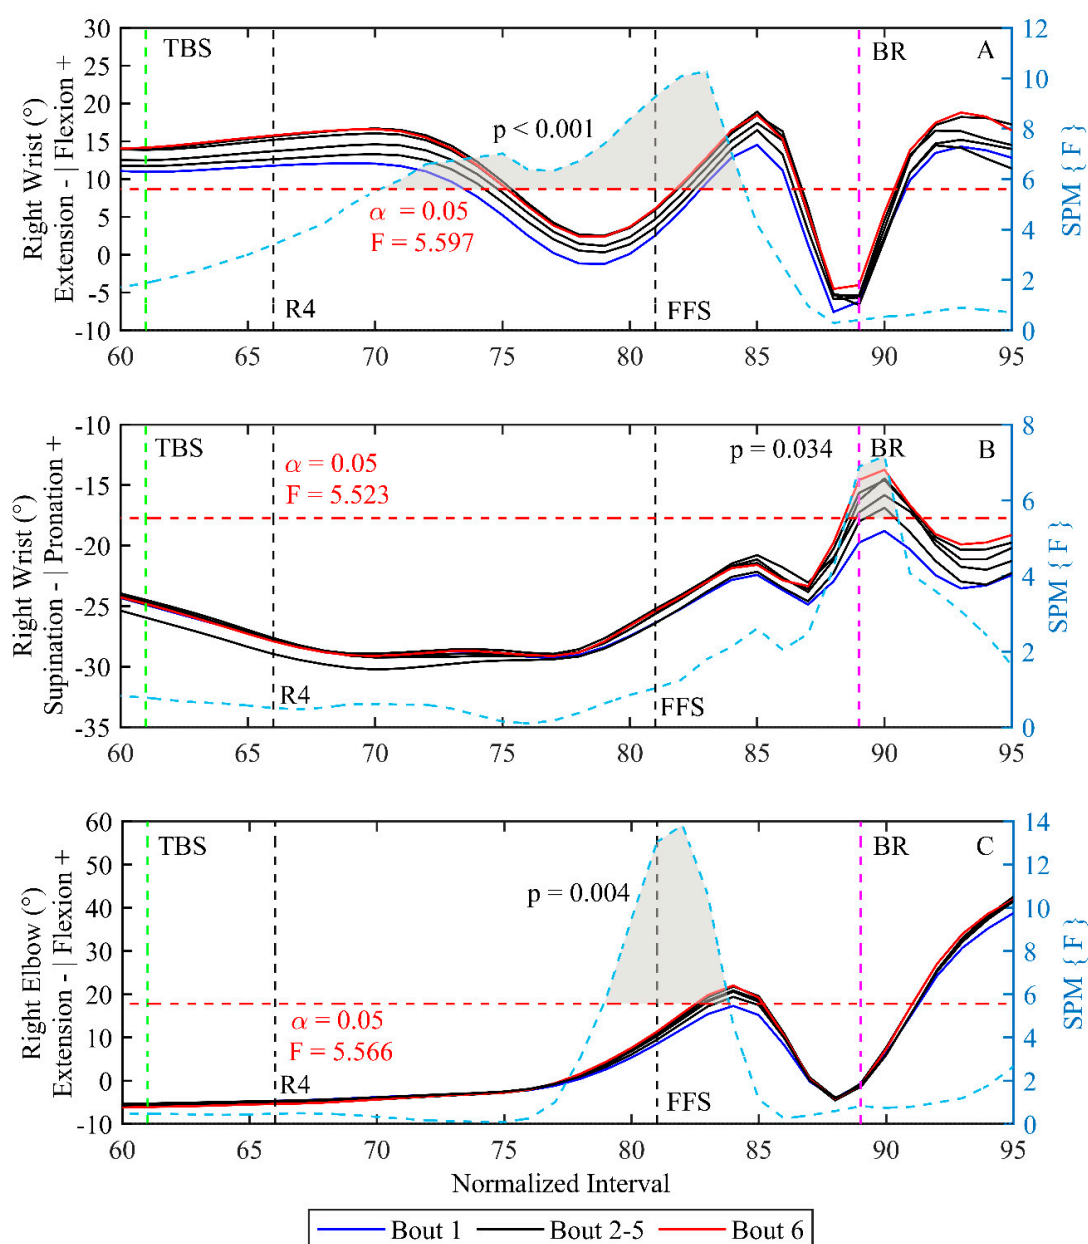 30
25
20
15
10
5
0
-5
-10
Right Wrist (°)
Extension - | Flexion +
TBS
R4
p < 0.001
α = 0.05
F = 5.597
FFS
BR
A
12
10
8
6
4
2
0
SPM { F }
60 65 70 75 80 85 90 95
-10
-15
-20
-25
-30
-35
Right Wrist (°)
Supination - | Pronation +
TBS
α = 0.05
F = 5.523
R4
p = 0.034
FFS
BR
B
8
6
4
2
0
SPM { F }
60 65 70 75 80 85 90 95
60
50
40
30
20
10
0
-10
Right Elbow (°)
Extension - | Flexion +
TBS
p = 0.004
α = 0.05
F = 5.566
R4
FFS
BR
C
14
12
10
8
6
4
2
0
SPM { F }
60 65 70 75 80 85 90 95
Normalized Interval
Bout 1 Bout 2-5 Bout 6